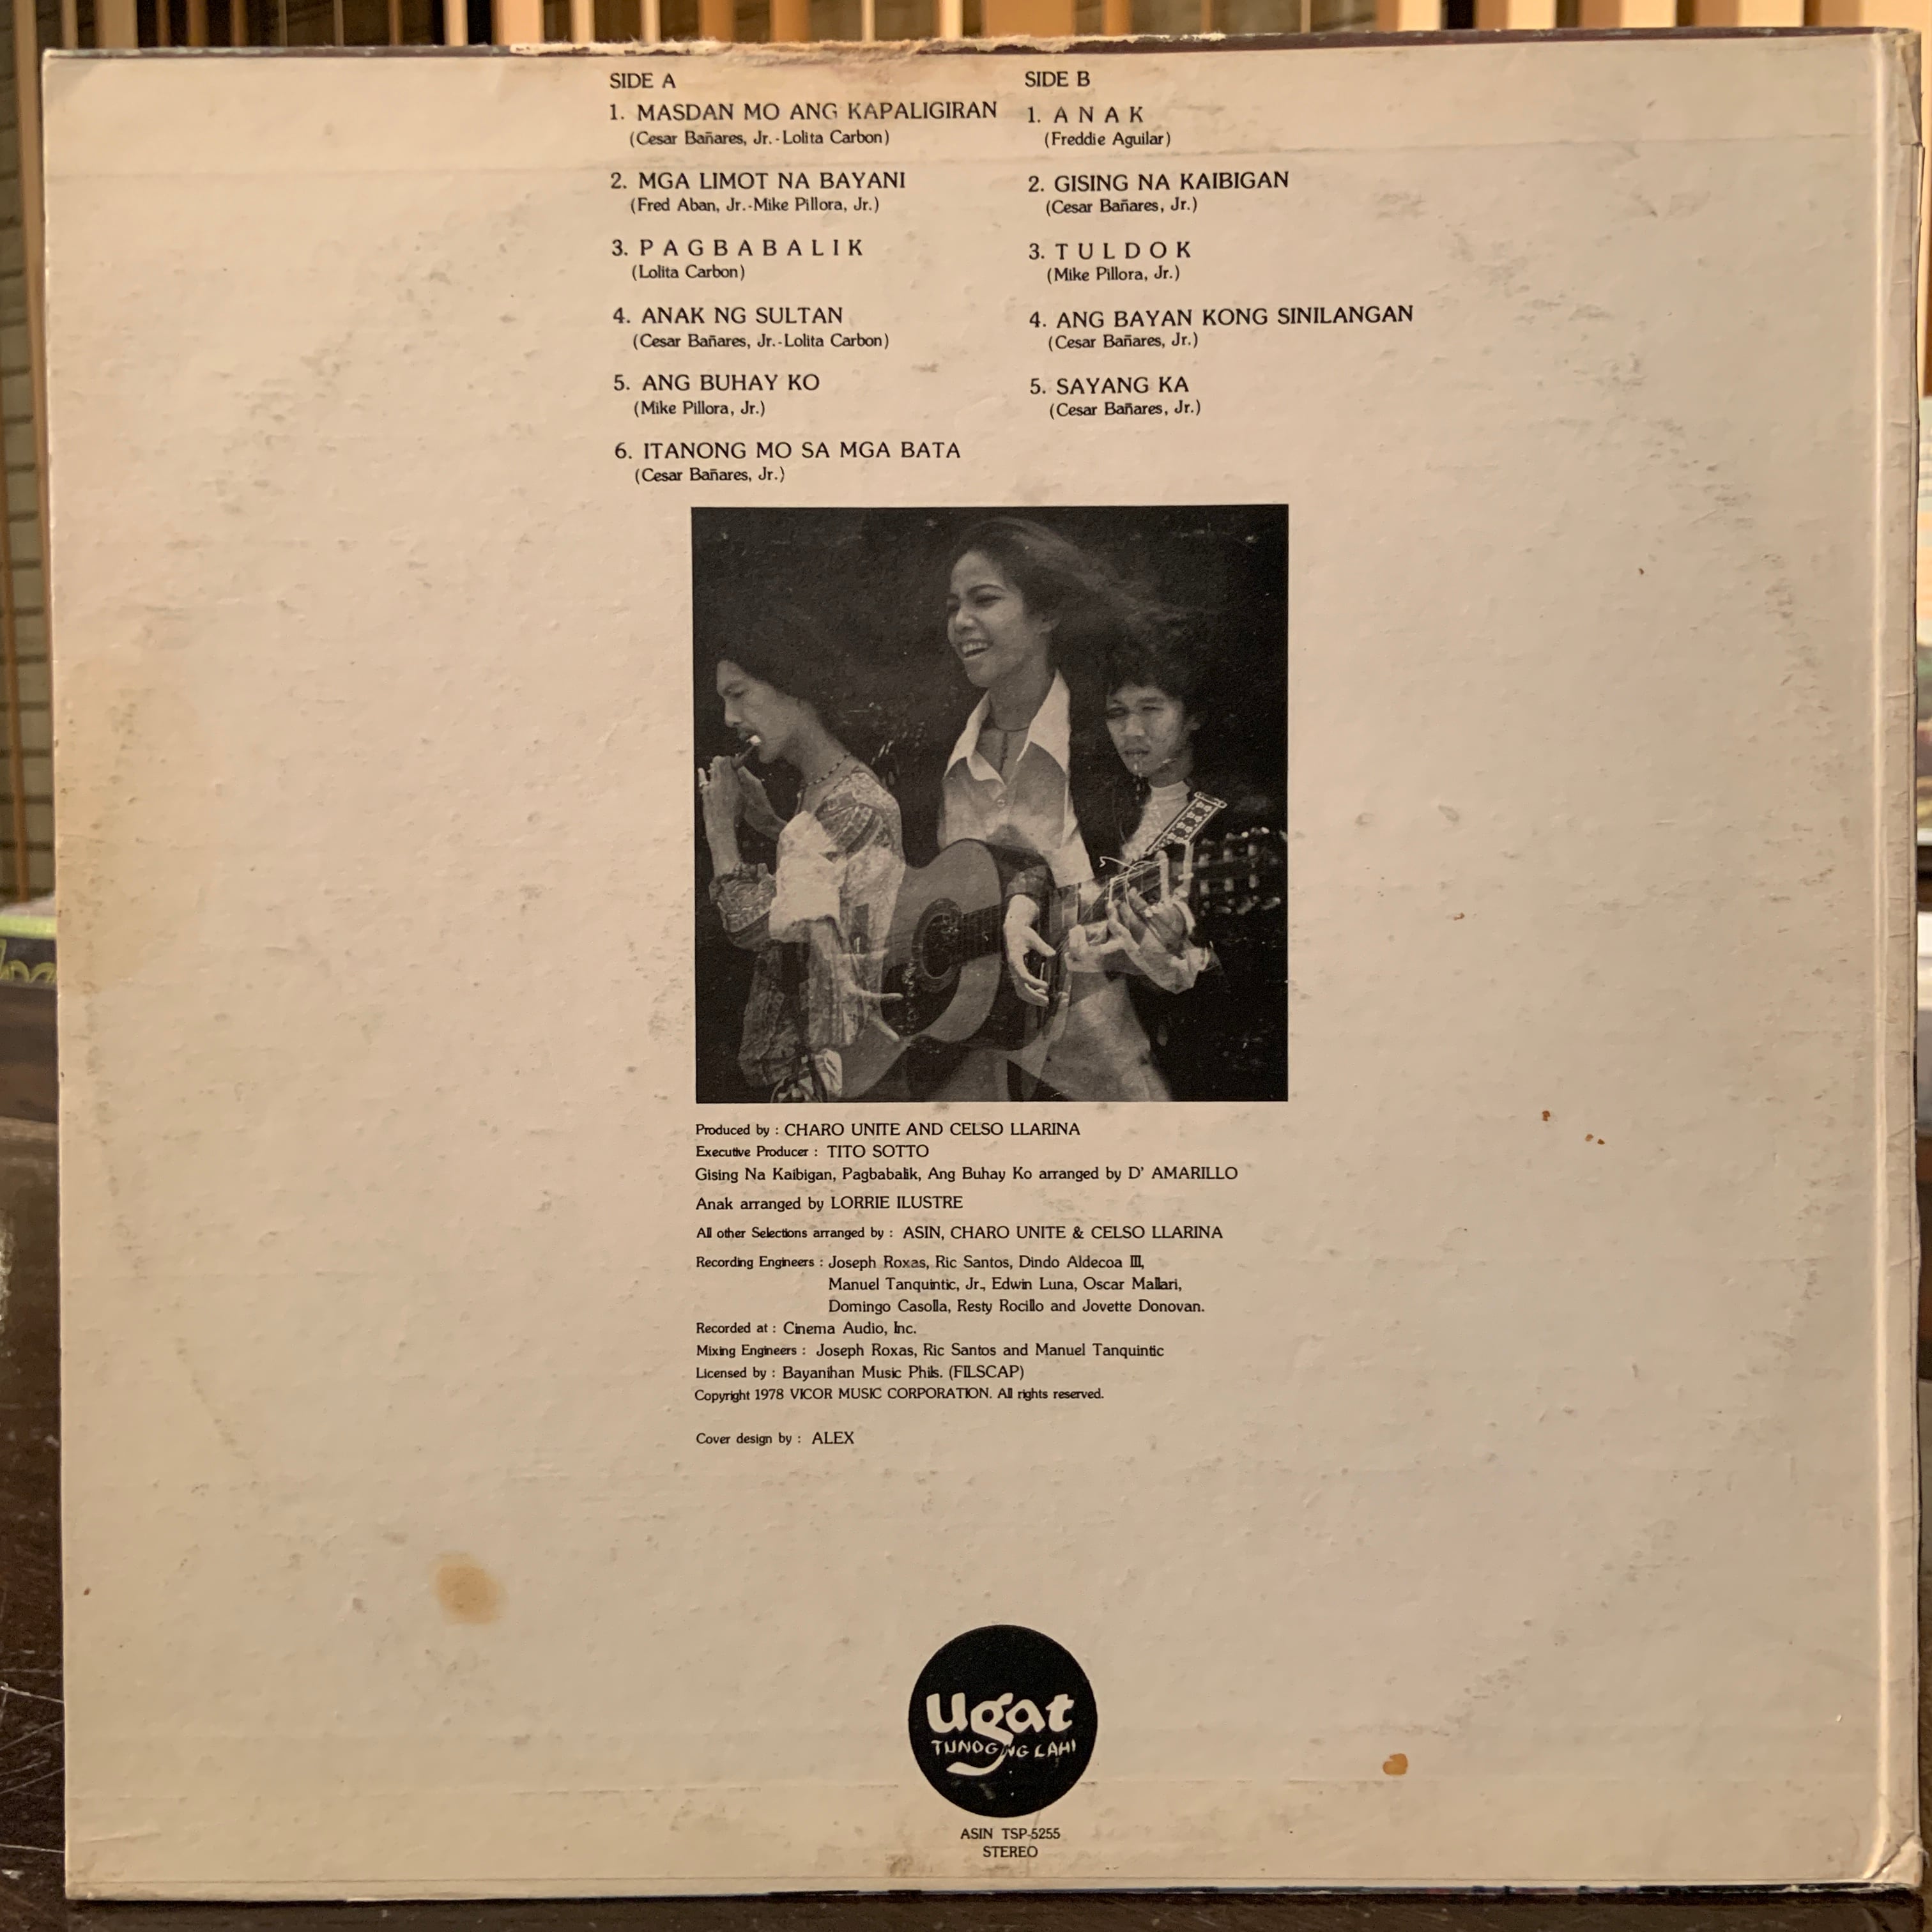 SIDE A
1. MASDAN MO ANG KAPALIGIRAN
(Cesar Bañares, Jr.-Lolita Carbon)
2. MGA LIMOT NA BAYANI
(Fred Aban, Jr.-Mike Pillora, Jr.)
3. PAGBABALIK
(Lolita Carbon)
4. ANAK NG SULTAN
(Cesar Bañares, Jr.-Lolita Carbon)
5. ANG BUHAY KO
(Mike Pillora, Jr.)
6. ITANONG MO SA MGA BATA
(Cesar Bañares, Jr.)
SIDE B
1. ANAK
(Freddie Aguilar)
2. GISING NA KAIBIGAN
(Cesar Bañares, Jr.)
3. TULDOK
(Mike Pillora, Jr.)
4. ANG BAYAN KONG SINILANGAN
(Cesar Bañares, Jr.)
5. SAYANG KA
(Cesar Bañares, Jr.)
Produced by : CHARO UNITE AND CELSO LLARINA
Executive Producer : TITO SOTTO
Gising Na Kaibigan, Pagbabalik, Ang Buhay Ko arranged by D' AMARILLO
Anak arranged by LORRIE ILUSTRE
All other Selections arranged by : ASIN, CHARO UNITE & CELSO LLARINA
Recording Engineers : Joseph Roxas, Ric Santos, Dindo Aldecoa III,
Manuel Tanquintic, Jr., Edwin Luna, Oscar Mallari,
Domingo Casolla, Resty Rocillo and Jovette Donovan.
Recorded at : Cinema Audio, Inc.
Mixing Engineers : Joseph Roxas, Ric Santos and Manuel Tanquintic
Licensed by : Bayanihan Music Phils. (FILSCAP)
Copyright 1978 VICOR MUSIC CORPORATION. All rights reserved.
Cover design by : ALEX
Ugat
TUNOG NG LAHI
ASIN TSP-5255
STEREO